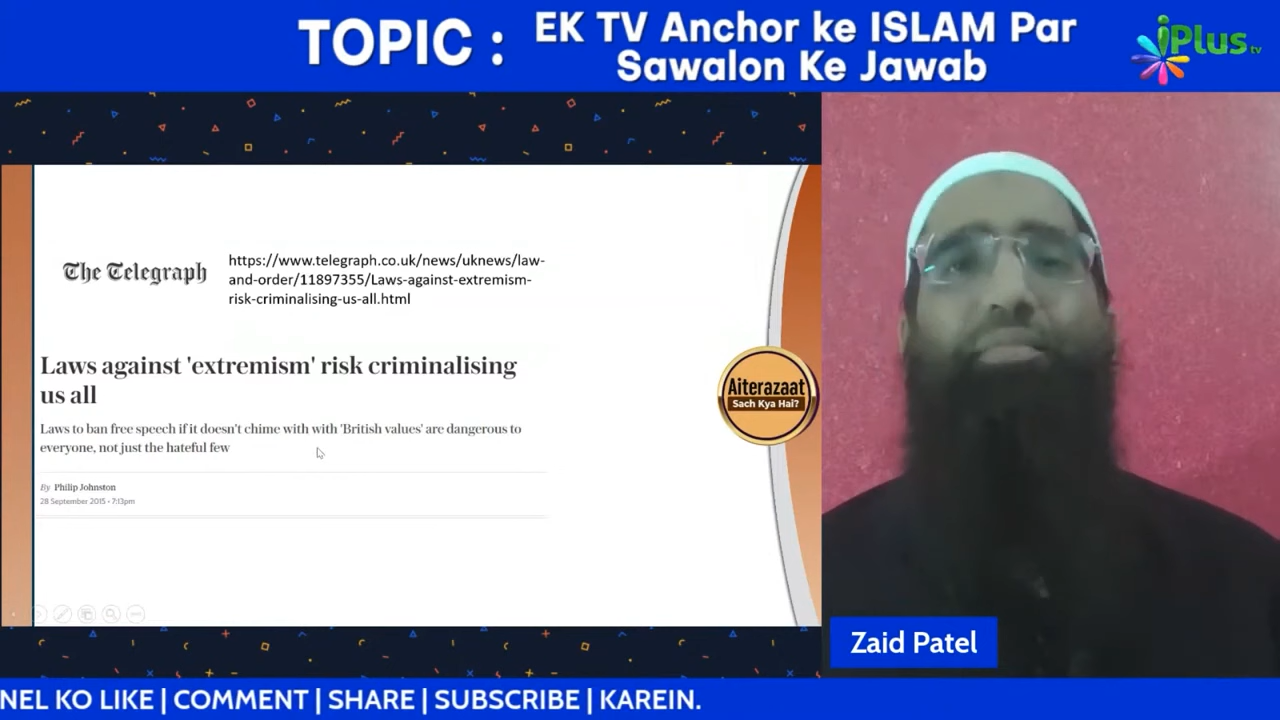 TOPIC :
EK TV Anchor ke ISLAM Par
Sawalon Ke Jawab
iPlus tv
The Telegraph
https://www.telegraph.co.uk/news/uknews/law-
and-order/11897355/Laws-against-extremism-
risk-criminalising-us-all.html
Laws against 'extremism' risk criminalising
us all
Laws to ban free speech if it doesn't chime with with 'British values' are dangerous to
everyone, not just the hateful few
By Philip Johnston
28 September 2015 • 7:13pm
Aiterazaat
Sach Kya Hai?
Zaid Patel
NEL KO LIKE | COMMENT | SHARE | SUBSCRIBE | KAREIN.